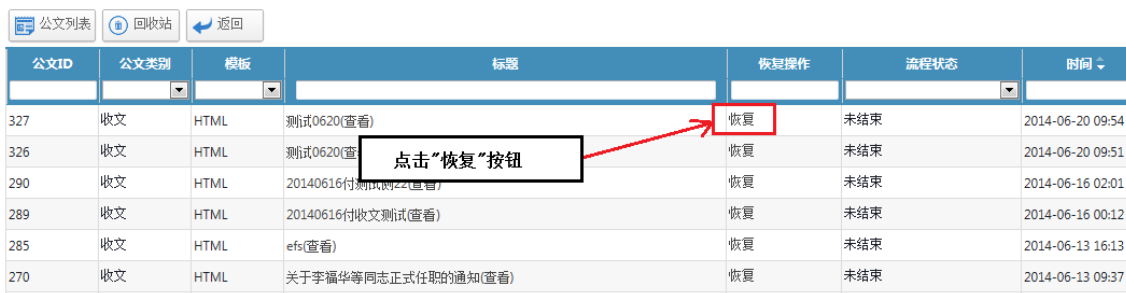 公文列表 回收站 返回
公文ID 公文类别 模板 标题 恢复操作 流程状态 时间
327 收文 HTML 测试0620(查看) 恢复 未结束 2014-06-20 09:54
326 收文 HTML 测试0620(查 恢复 未结束 2014-06-20 09:51
点击"恢复"按钮
290 收文 HTML 20140616付测试例22(查看) 恢复 未结束 2014-06-16 02:01
289 收文 HTML 20140616付收文测试(查看) 恢复 未结束 2014-06-16 00:12
285 收文 HTML efs(查看) 恢复 未结束 2014-06-13 16:13
270 收文 HTML 关于李福华等同志正式任职的通知(查看) 恢复 未结束 2014-06-13 09:37